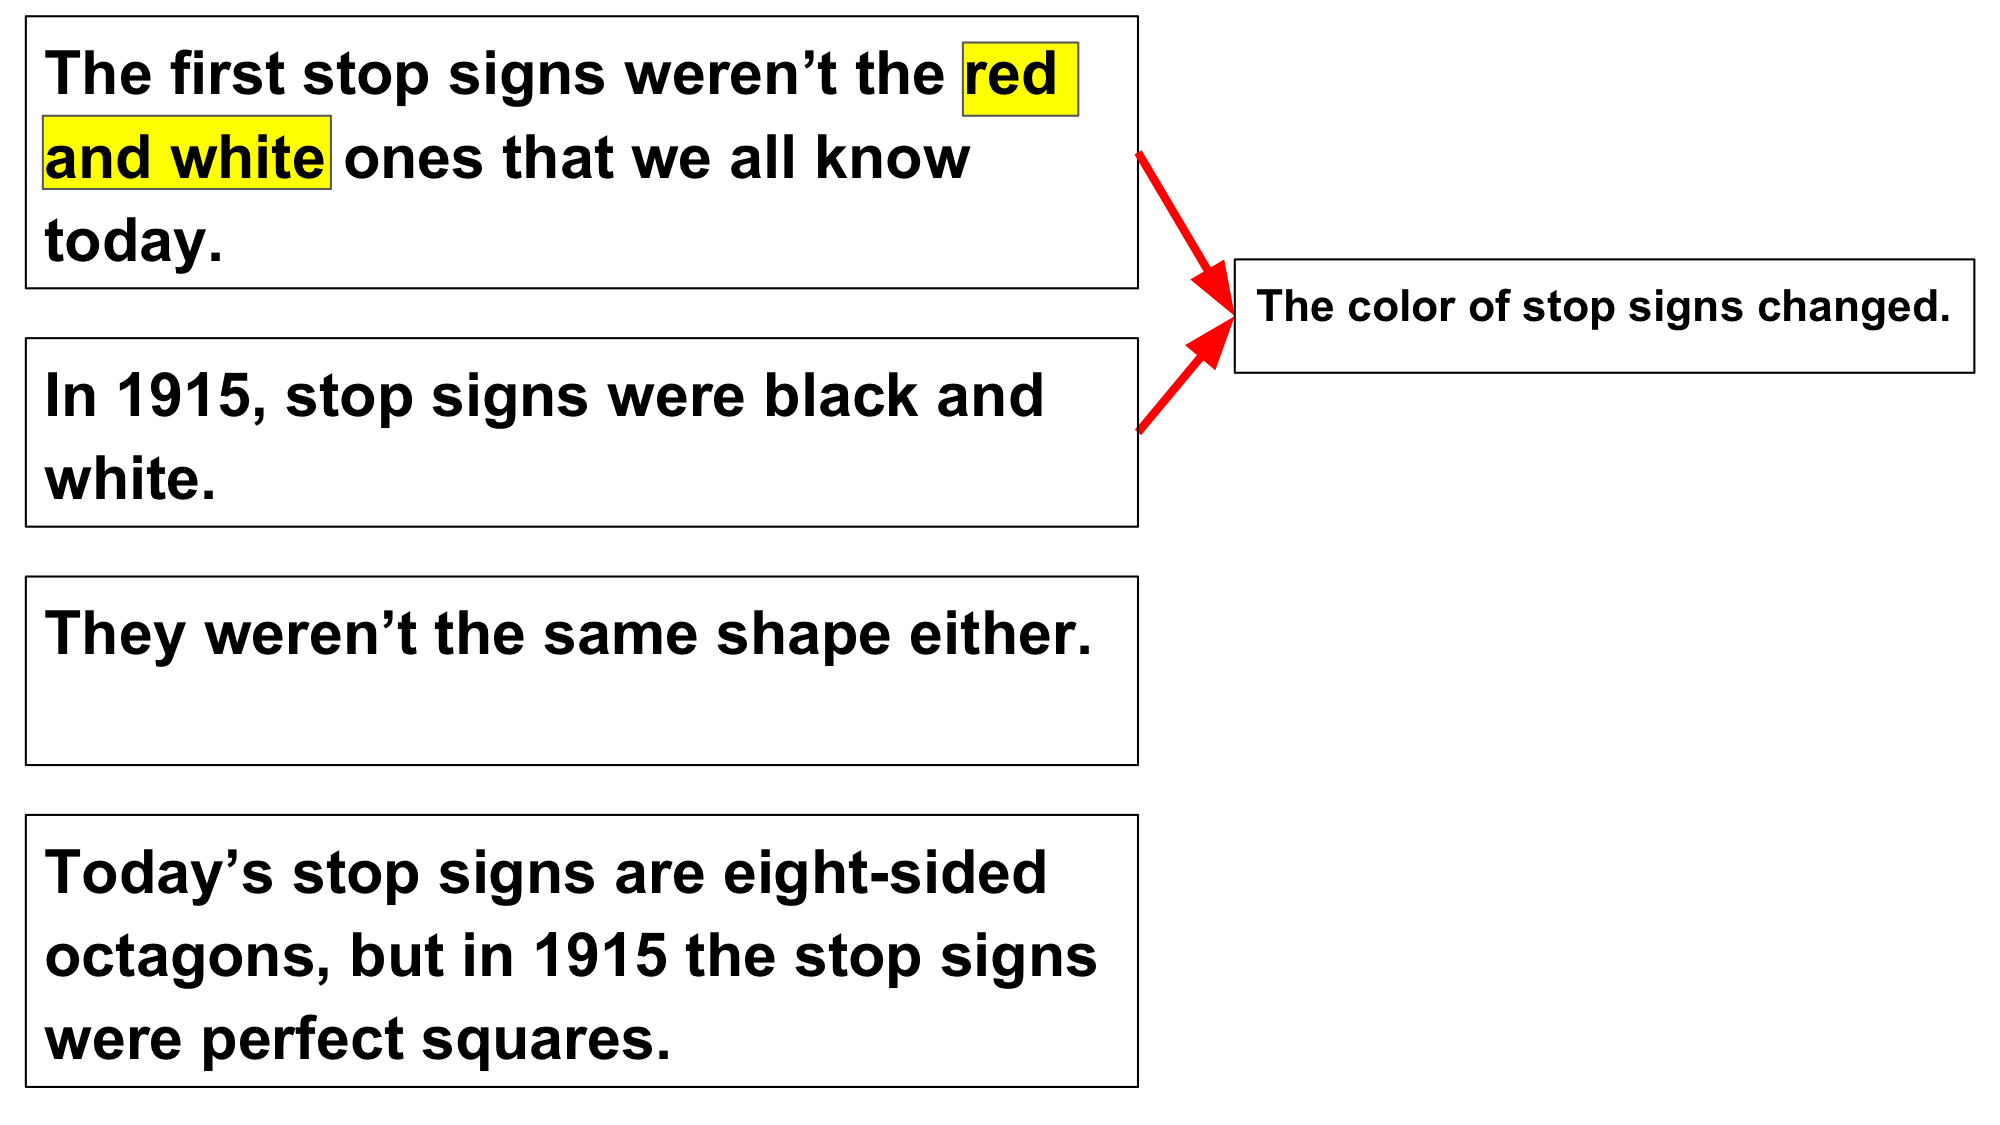 The first stop signs weren’t the red
and white ones that we all know
today.
The color of stop signs changed.
In 1915, stop signs were black and
white.
They weren’t the same shape either.
Today’s stop signs are eight-sided
octagons, but in 1915 the stop signs
were perfect squares.